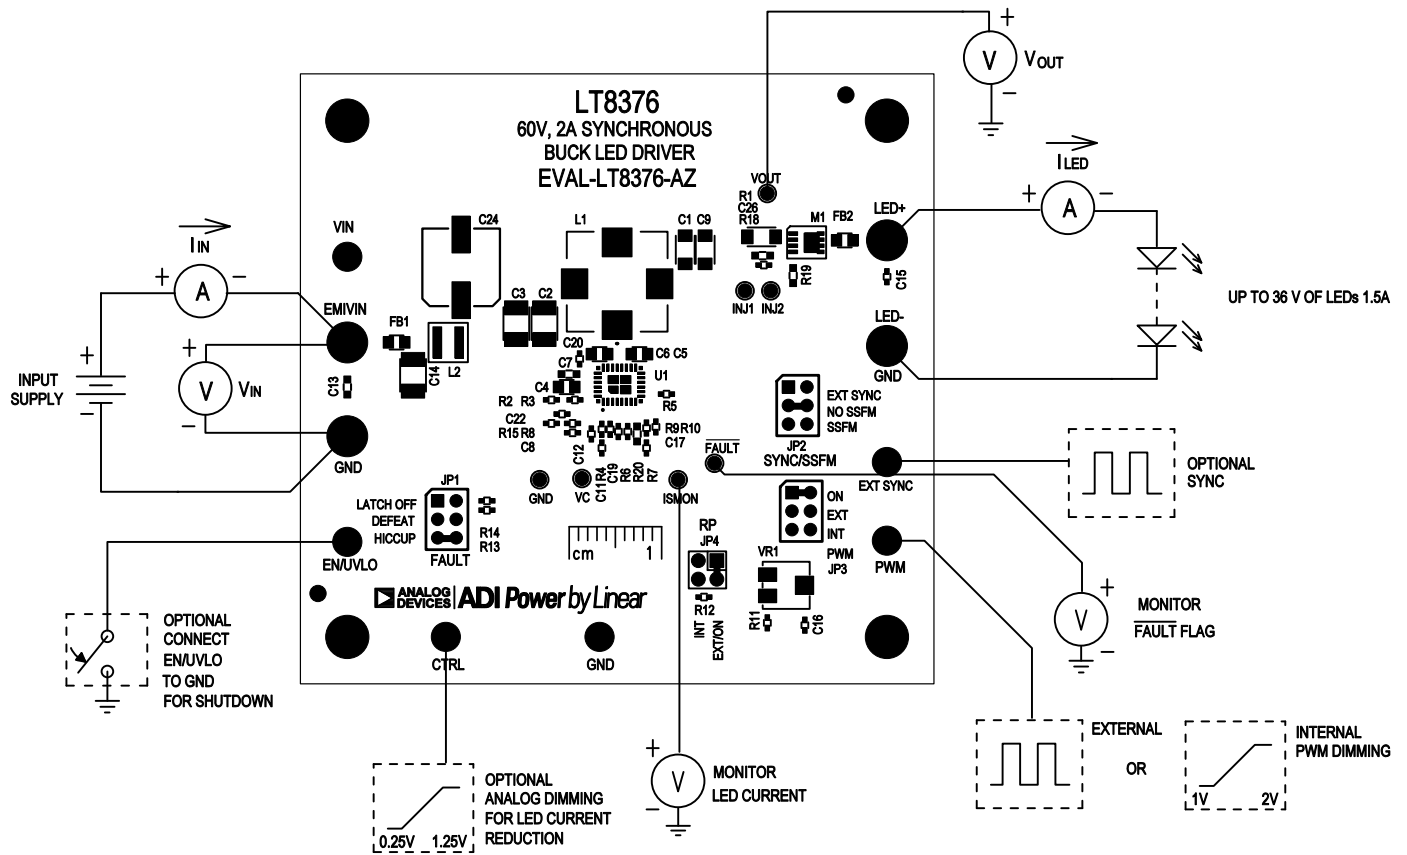 LT8376
60V, 2A SYNCHRONOUS
BUCK LED DRIVER
EVAL-LT8376-AZ
+
V
VOUT
−
ILED
+
A
−
UP TO 36 V OF LEDs 1.5A
IIN
+
A
−
VIN
EMIVIN
+
V
VIN
−
+
INPUT
SUPPLY
−
GND
FB1
C13
C14
L2
C24
C3
C2
L1
C1
C9
VOUT
R1
C26
R18
M1
FB2
R19
INJ1
INJ2
LED+
C15
LED-
GND
C20
C7
C4
C6
C5
U1
R5
R2
R3
C22
R15
R8
C8
C12
C11
R4
C19
R6
R20
R7
R9
R10
C17
GND
VC
ISMON
FAULT
EXT SYNC
NO SSFM
SSFM
JP2
SYNC/SSFM
EXT SYNC
OPTIONAL
SYNC
JP1
LATCH OFF
DEFEAT
HICCUP
FAULT
R14
R13
cm
1
RP
JP4
R12
INT
EXT/ON
ON
EXT
INT
PWM
JP3
VR1
R11
C16
PWM
EN/UVLO
ANALOG
DEVICES
ADI Power by Linear
CTRL
GND
OPTIONAL
CONNECT
EN/UVLO
TO GND
FOR SHUTDOWN
0.25V 1.25V
OPTIONAL
ANALOG DIMMING
FOR LED CURRENT
REDUCTION
+
V
−
MONITOR
LED CURRENT
+
V
−
MONITOR
FAULT FLAG
EXTERNAL
OR
1V 2V
INTERNAL
PWM DIMMING